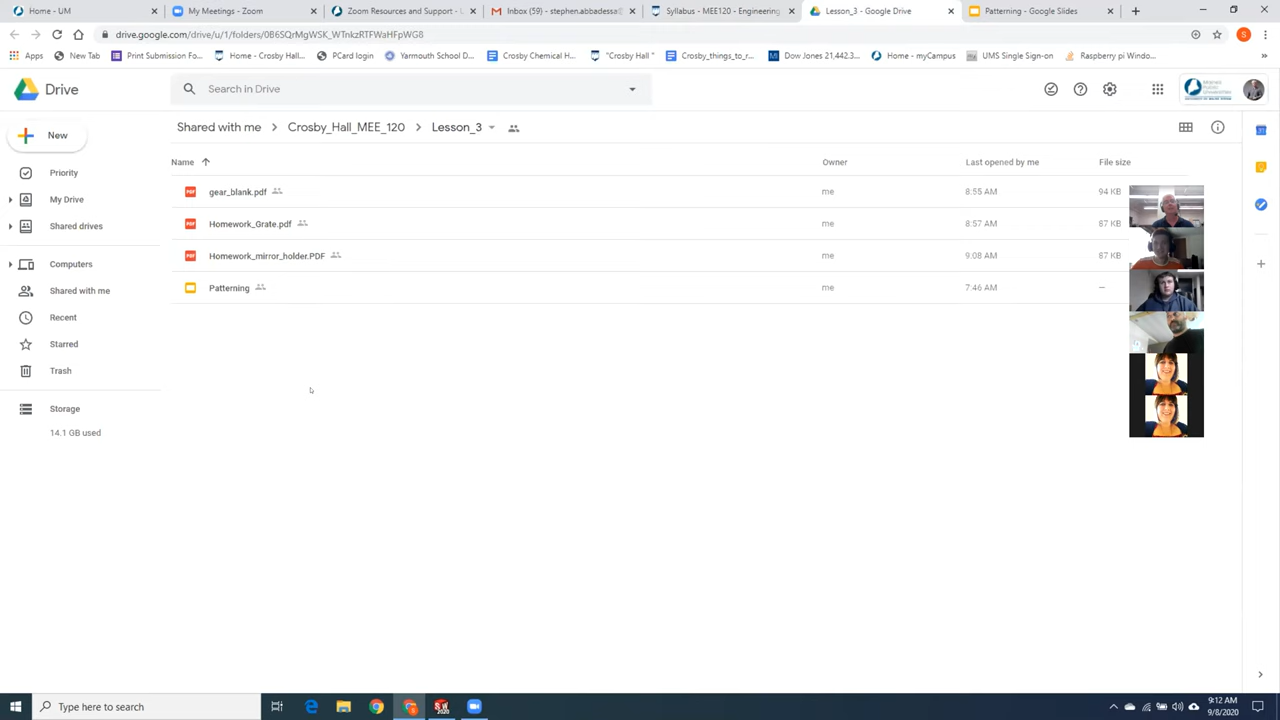 Home - UM
My Meetings - Zoom
Zoom Resources and Support - U
Inbox (59) - stephen.abbadessa@
Syllabus - MEE120 - Engineering
Lesson_3 - Google Drive
Patterning - Google Slides
drive.google.com/drive/u/1/folders/0B6SQrMgWSK_WTnkzRTFWaHFpWG8
S
Apps
New Tab
Print Submission Fo...
Home - Crosby Hall...
PCard login
Yarmouth School D...
Crosby Chemical H...
"Crosby Hall"
Crosby_things_to_r...
Dow Jones 21,442.3...
Home - myCampus
UMS Single Sign-on
Raspberry pi Windo...
Drive
Search in Drive
New
Shared with me
Crosby_Hall_MEE_120
Lesson_3
Name
Owner
Last opened by me
File size
Priority
My Drive
Shared drives
Computers
Shared with me
Recent
Starred
Trash
Storage
14.1 GB used
PDF gear_blank.pdf me 8:55 AM 94 KB
PDF Homework_Grate.pdf me 8:57 AM 87 KB
PDF Homework_mirror_holder.PDF me 9:08 AM 87 KB
Patterning me 7:46 AM –
Type here to search
9:12 AM
9/8/2020